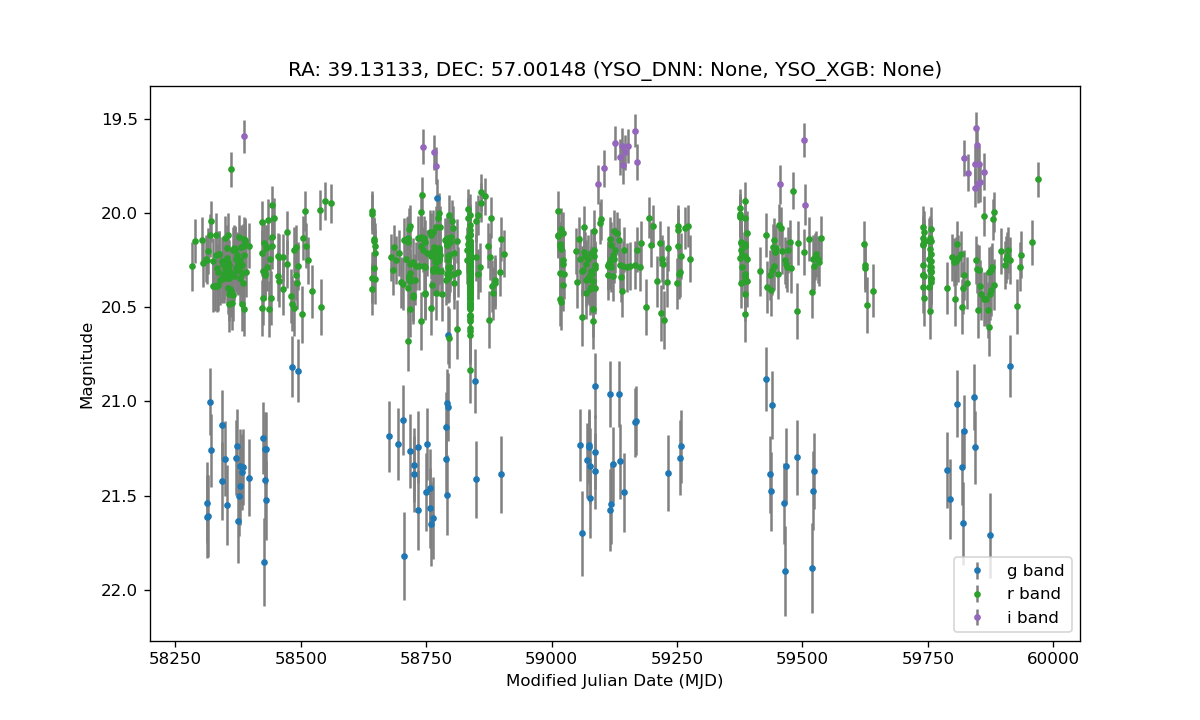 RA: 39.13133, DEC: 57.00148 (YSO_DNN: None, YSO_XGB: None)
19.5
20.0
20.5
21.0
21.5
22.0
Magnitude
g band
r band
i band
58250 58500 58750 59000 59250 59500 59750 60000
Modified Julian Date (MJD)